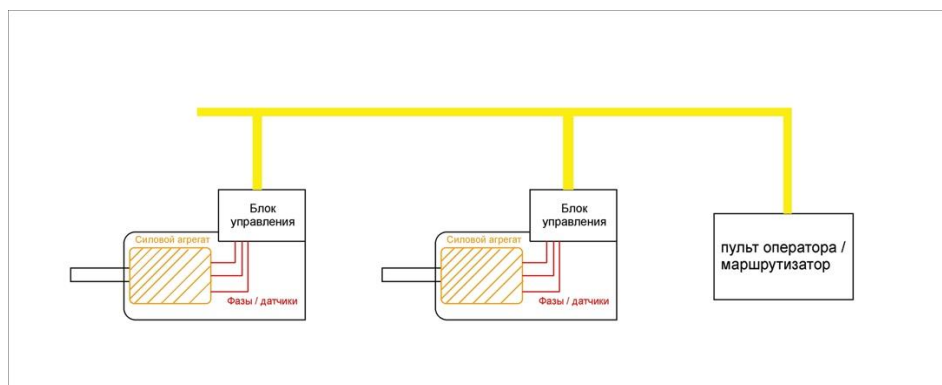 Блок
управления
Силовой агрегат
Фазы / датчики
Блок
управления
Силовой агрегат
Фазы / датчики
пульт оператора /
маршрутизатор